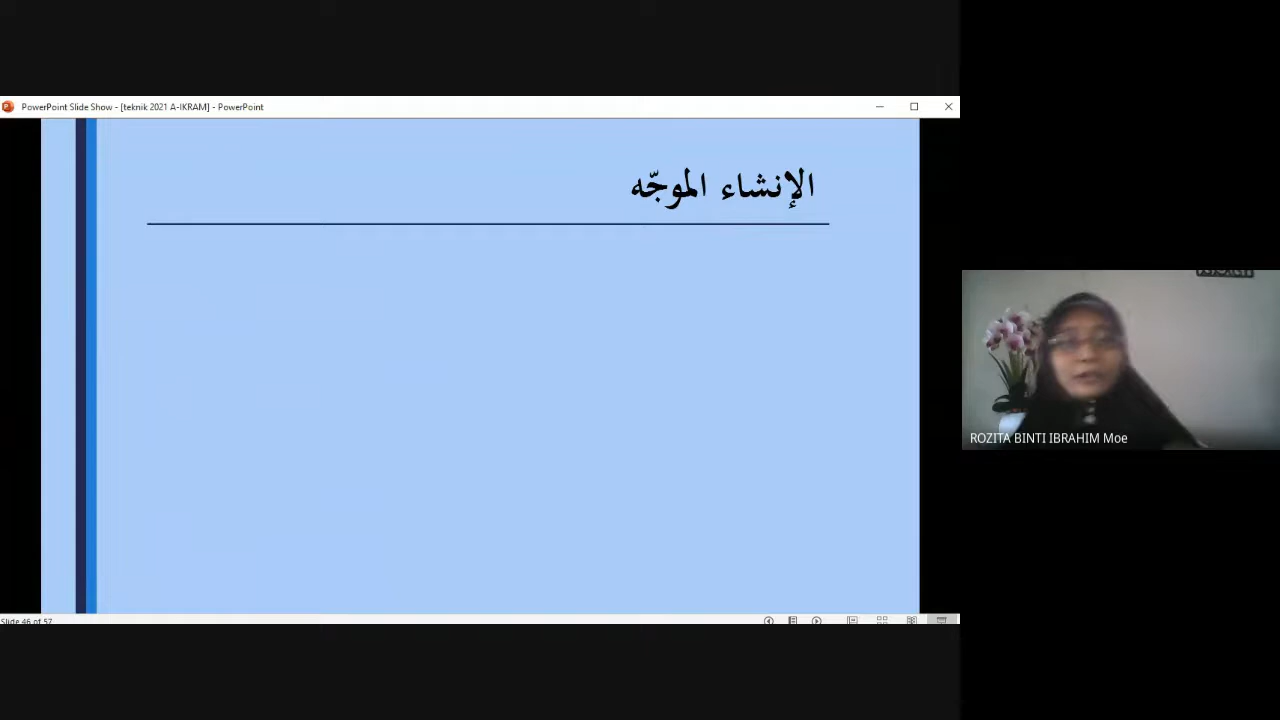 PowerPoint Slide Show - [teknik 2021 A-IKRAM] - PowerPoint
الإنشاء الموجّه
ROZITA BINTI IBRAHIM Moe
Slide 46 of 57